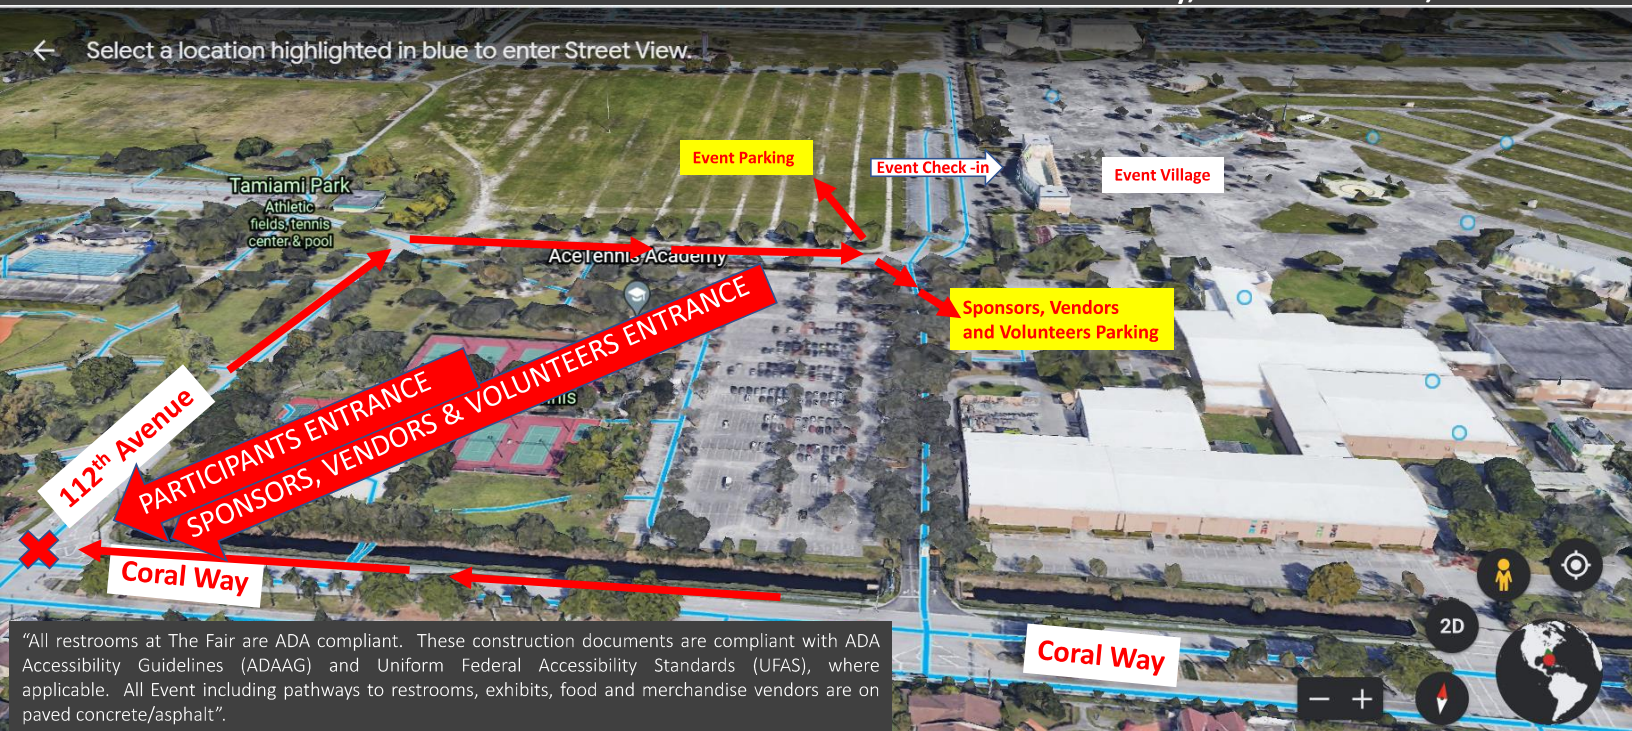 Select a location highlighted in blue to enter Street View.
Event Parking
Event Check -in
Event Village
Tamiami Park
Athletic
fields, tennis
center & pool
AceTennis Academy
Sponsors, Vendors
and Volunteers Parking
112th Avenue
PARTICIPANTS ENTRANCE
SPONSORS, VENDORS & VOLUNTEERS ENTRANCE
Coral Way
Coral Way
2D
“All restrooms at The Fair are ADA compliant. These construction documents are compliant with ADA
Accessibility Guidelines (ADAAG) and Uniform Federal Accessibility Standards (UFAS), where
applicable. All Event including pathways to restrooms, exhibits, food and merchandise vendors are on
paved concrete/asphalt”.